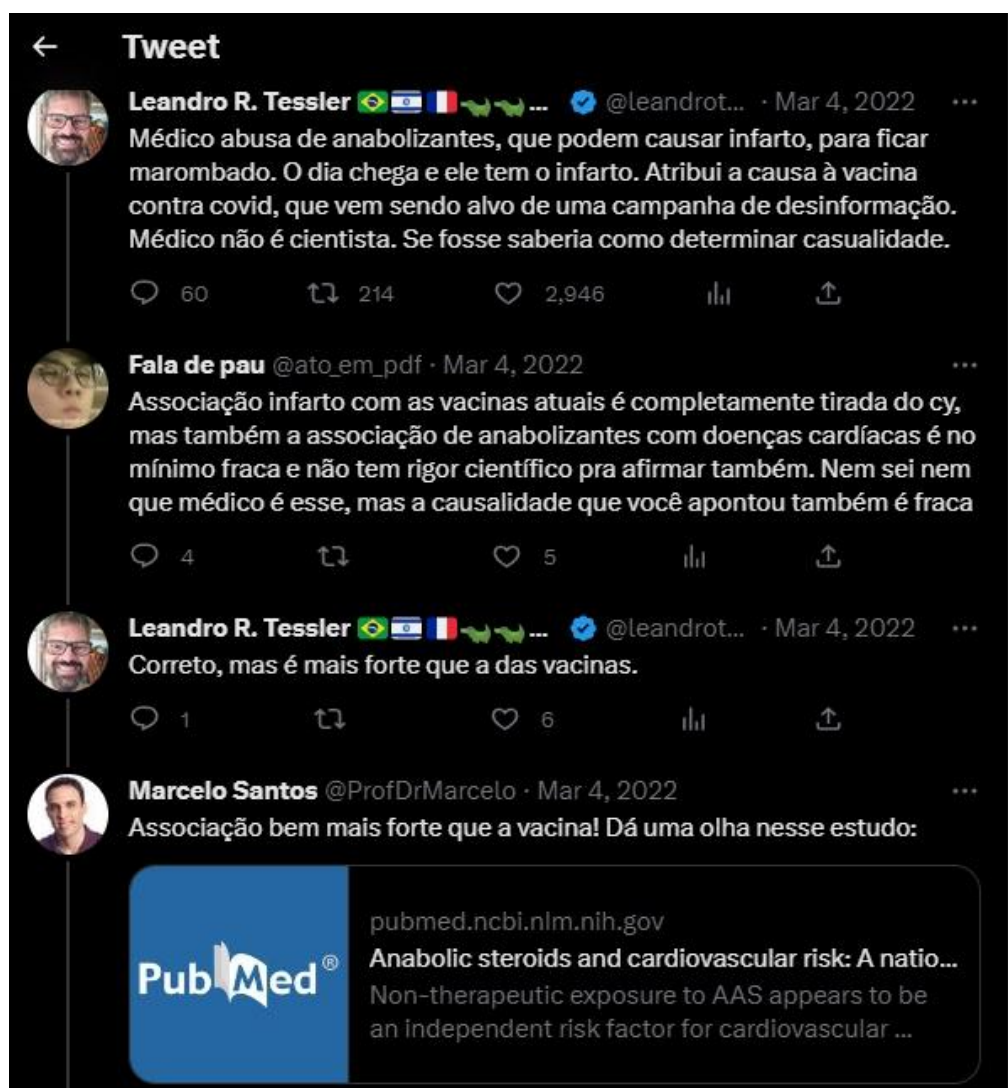 Tweet
Leandro R. Tessler 🇧🇷🇮🇱🇫🇷🐊🐊... @leandrot... · Mar 4, 2022
Médico abusa de anabolizantes, que podem causar infarto, para ficar
marombado. O dia chega e ele tem o infarto. Atribui a causa à vacina
contra covid, que vem sendo alvo de uma campanha de desinformação.
Médico não é cientista. Se fosse saberia como determinar casualidade.
60 214 2,946
Fala de pau @ato_em_pdf · Mar 4, 2022
Associação infarto com as vacinas atuais é completamente tirada do cy,
mas também a associação de anabolizantes com doenças cardíacas é no
mínimo fraca e não tem rigor científico pra afirmar também. Nem sei nem
que médico é esse, mas a causalidade que você apontou também é fraca
4 5
Leandro R. Tessler 🇧🇷🇮🇱🇫🇷🐊🐊... @leandrot... · Mar 4, 2022
Correto, mas é mais forte que a das vacinas.
1 6
Marcelo Santos @ProfDrMarcelo · Mar 4, 2022
Associação bem mais forte que a vacina! Dá uma olha nesse estudo:
PubMed®
pubmed.ncbi.nlm.nih.gov
Anabolic steroids and cardiovascular risk: A natio...
Non-therapeutic exposure to AAS appears to be
an independent risk factor for cardiovascular ...